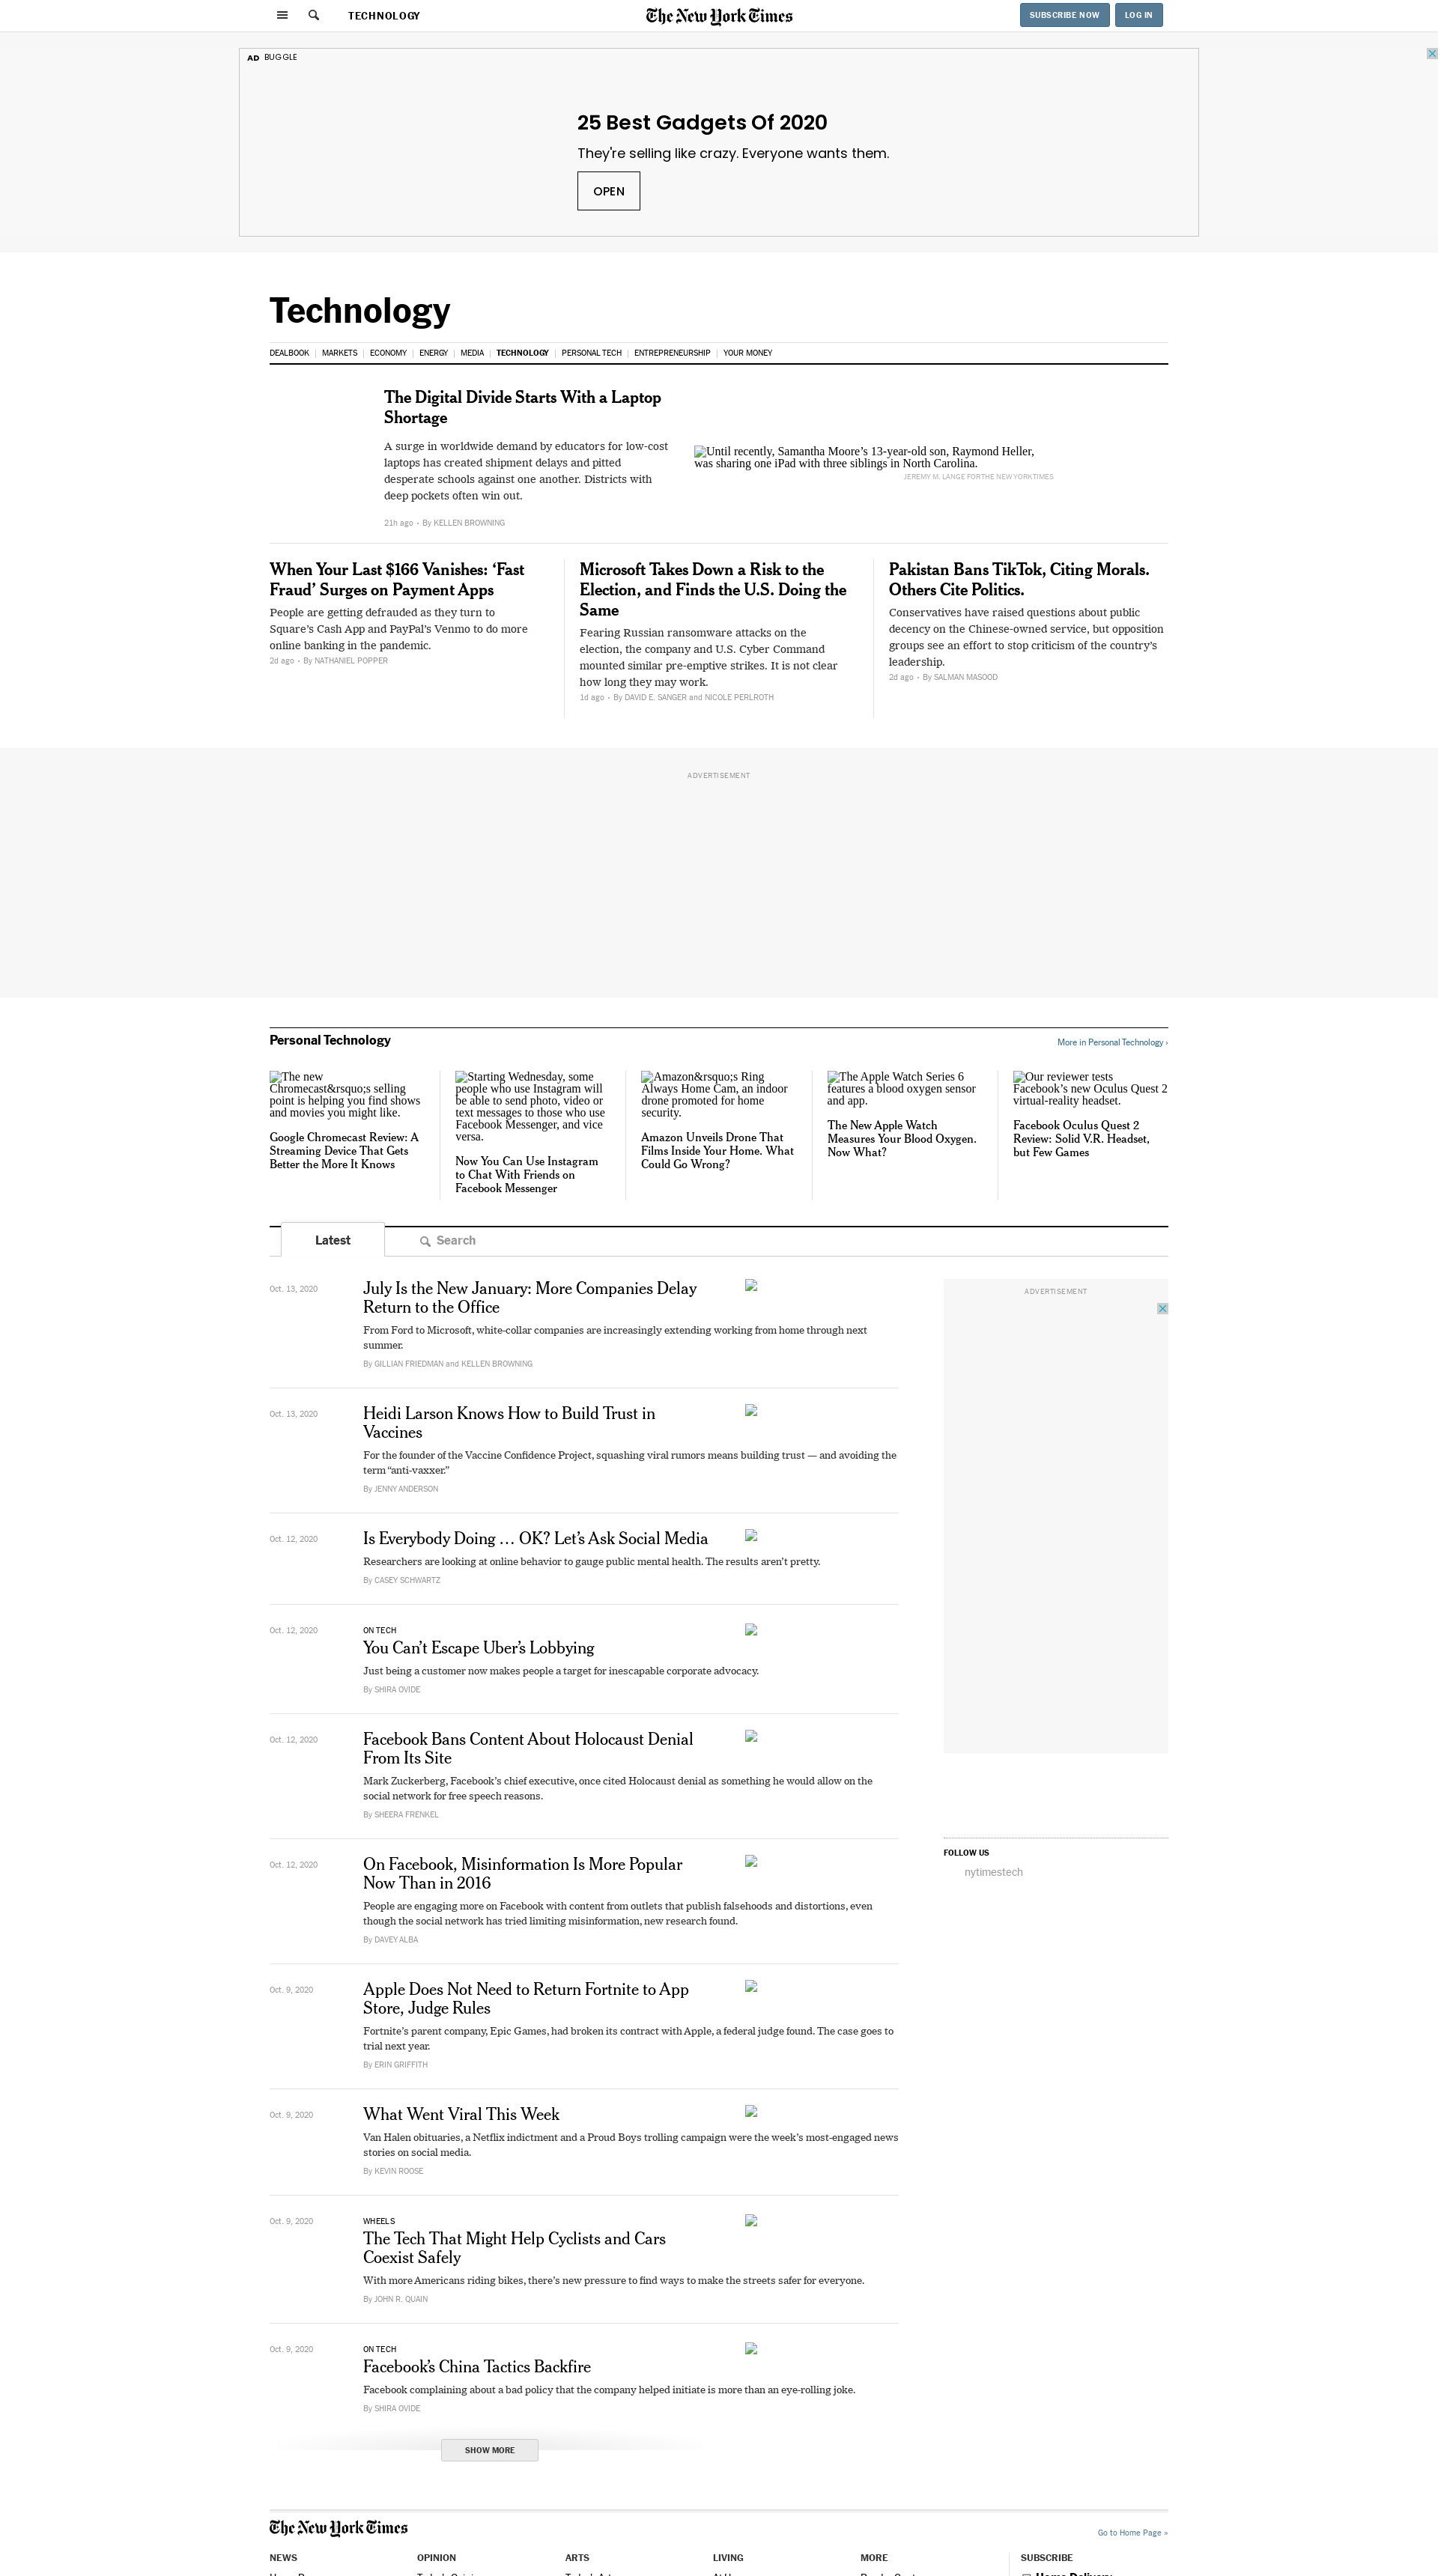 TECHNOLOGY
The New York Times
SUBSCRIBE NOW
LOG IN
AD BUGGLE
25 Best Gadgets Of 2020
They're selling like crazy. Everyone wants them.
OPEN
Technology
DEALBOOK MARKETS ECONOMY ENERGY MEDIA TECHNOLOGY PERSONAL TECH ENTREPRENEURSHIP YOUR MONEY
The Digital Divide Starts With a Laptop
Shortage
A surge in worldwide demand by educators for low-cost
laptops has created shipment delays and pitted
desperate schools against one another. Districts with
deep pockets often win out.
21h ago • By KELLEN BROWNING
Until recently, Samantha Moore’s 13-year-old son, Raymond Heller,
was sharing one iPad with three siblings in North Carolina.
JEREMY M. LANGE FOR THE NEW YORK TIMES
When Your Last $166 Vanishes: ‘Fast
Fraud’ Surges on Payment Apps
People are getting defrauded as they turn to
Square’s Cash App and PayPal’s Venmo to do more
online banking in the pandemic.
2d ago • By NATHANIEL POPPER
Microsoft Takes Down a Risk to the
Election, and Finds the U.S. Doing the
Same
Fearing Russian ransomware attacks on the
election, the company and U.S. Cyber Command
mounted similar pre-emptive strikes. It is not clear
how long they may work.
1d ago • By DAVID E. SANGER and NICOLE PERLROTH
Pakistan Bans TikTok, Citing Morals.
Others Cite Politics.
Conservatives have raised questions about public
decency on the Chinese-owned service, but opposition
groups see an effort to stop criticism of the country’s
leadership.
2d ago • By SALMAN MASOOD
ADVERTISEMENT
Personal Technology
More in Personal Technology ›
The new
Chromecast&rsquo;s selling
point is helping you find shows
and movies you might like.
Google Chromecast Review: A
Streaming Device That Gets
Better the More It Knows
Starting Wednesday, some
people who use Instagram will
be able to send photo, video or
text messages to those who use
Facebook Messenger, and vice
versa.
Now You Can Use Instagram
to Chat With Friends on
Facebook Messenger
Amazon&rsquo;s Ring
Always Home Cam, an indoor
drone promoted for home
security.
Amazon Unveils Drone That
Films Inside Your Home. What
Could Go Wrong?
The Apple Watch Series 6
features a blood oxygen sensor
and app.
The New Apple Watch
Measures Your Blood Oxygen.
Now What?
Our reviewer tests
Facebook’s new Oculus Quest 2
virtual-reality headset.
Facebook Oculus Quest 2
Review: Solid V.R. Headset,
but Few Games
Latest
Search
Oct. 13, 2020
July Is the New January: More Companies Delay
Return to the Office
From Ford to Microsoft, white-collar companies are increasingly extending working from home through next
summer.
By GILLIAN FRIEDMAN and KELLEN BROWNING
ADVERTISEMENT
Oct. 13, 2020
Heidi Larson Knows How to Build Trust in
Vaccines
For the founder of the Vaccine Confidence Project, squashing viral rumors means building trust — and avoiding the
term “anti-vaxxer.”
By JENNY ANDERSON
Oct. 12, 2020
Is Everybody Doing … OK? Let’s Ask Social Media
Researchers are looking at online behavior to gauge public mental health. The results aren’t pretty.
By CASEY SCHWARTZ
Oct. 12, 2020
ON TECH
You Can’t Escape Uber’s Lobbying
Just being a customer now makes people a target for inescapable corporate advocacy.
By SHIRA OVIDE
Oct. 12, 2020
Facebook Bans Content About Holocaust Denial
From Its Site
Mark Zuckerberg, Facebook’s chief executive, once cited Holocaust denial as something he would allow on the
social network for free speech reasons.
By SHEERA FRENKEL
FOLLOW US
nytimestech
Oct. 12, 2020
On Facebook, Misinformation Is More Popular
Now Than in 2016
People are engaging more on Facebook with content from outlets that publish falsehoods and distortions, even
though the social network has tried limiting misinformation, new research found.
By DAVEY ALBA
Oct. 9, 2020
Apple Does Not Need to Return Fortnite to App
Store, Judge Rules
Fortnite’s parent company, Epic Games, had broken its contract with Apple, a federal judge found. The case goes to
trial next year.
By ERIN GRIFFITH
Oct. 9, 2020
What Went Viral This Week
Van Halen obituaries, a Netflix indictment and a Proud Boys trolling campaign were the week’s most-engaged news
stories on social media.
By KEVIN ROOSE
Oct. 9, 2020
WHEELS
The Tech That Might Help Cyclists and Cars
Coexist Safely
With more Americans riding bikes, there’s new pressure to find ways to make the streets safer for everyone.
By JOHN R. QUAIN
Oct. 9, 2020
ON TECH
Facebook’s China Tactics Backfire
Facebook complaining about a bad policy that the company helped initiate is more than an eye-rolling joke.
By SHIRA OVIDE
SHOW MORE
The New York Times
Go to Home Page »
NEWS
OPINION
ARTS
LIVING
MORE
SUBSCRIBE